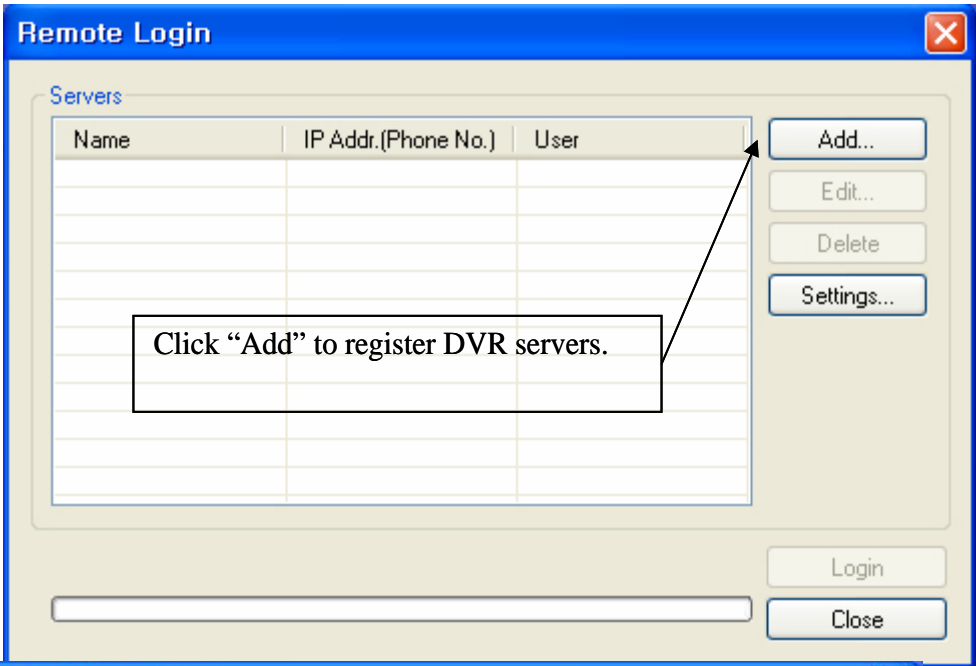 Remote Login
Servers
Name IP Addr.(Phone No.) User
Add...
Edit...
Delete
Settings...
Click “Add” to register DVR servers.
Login
Close